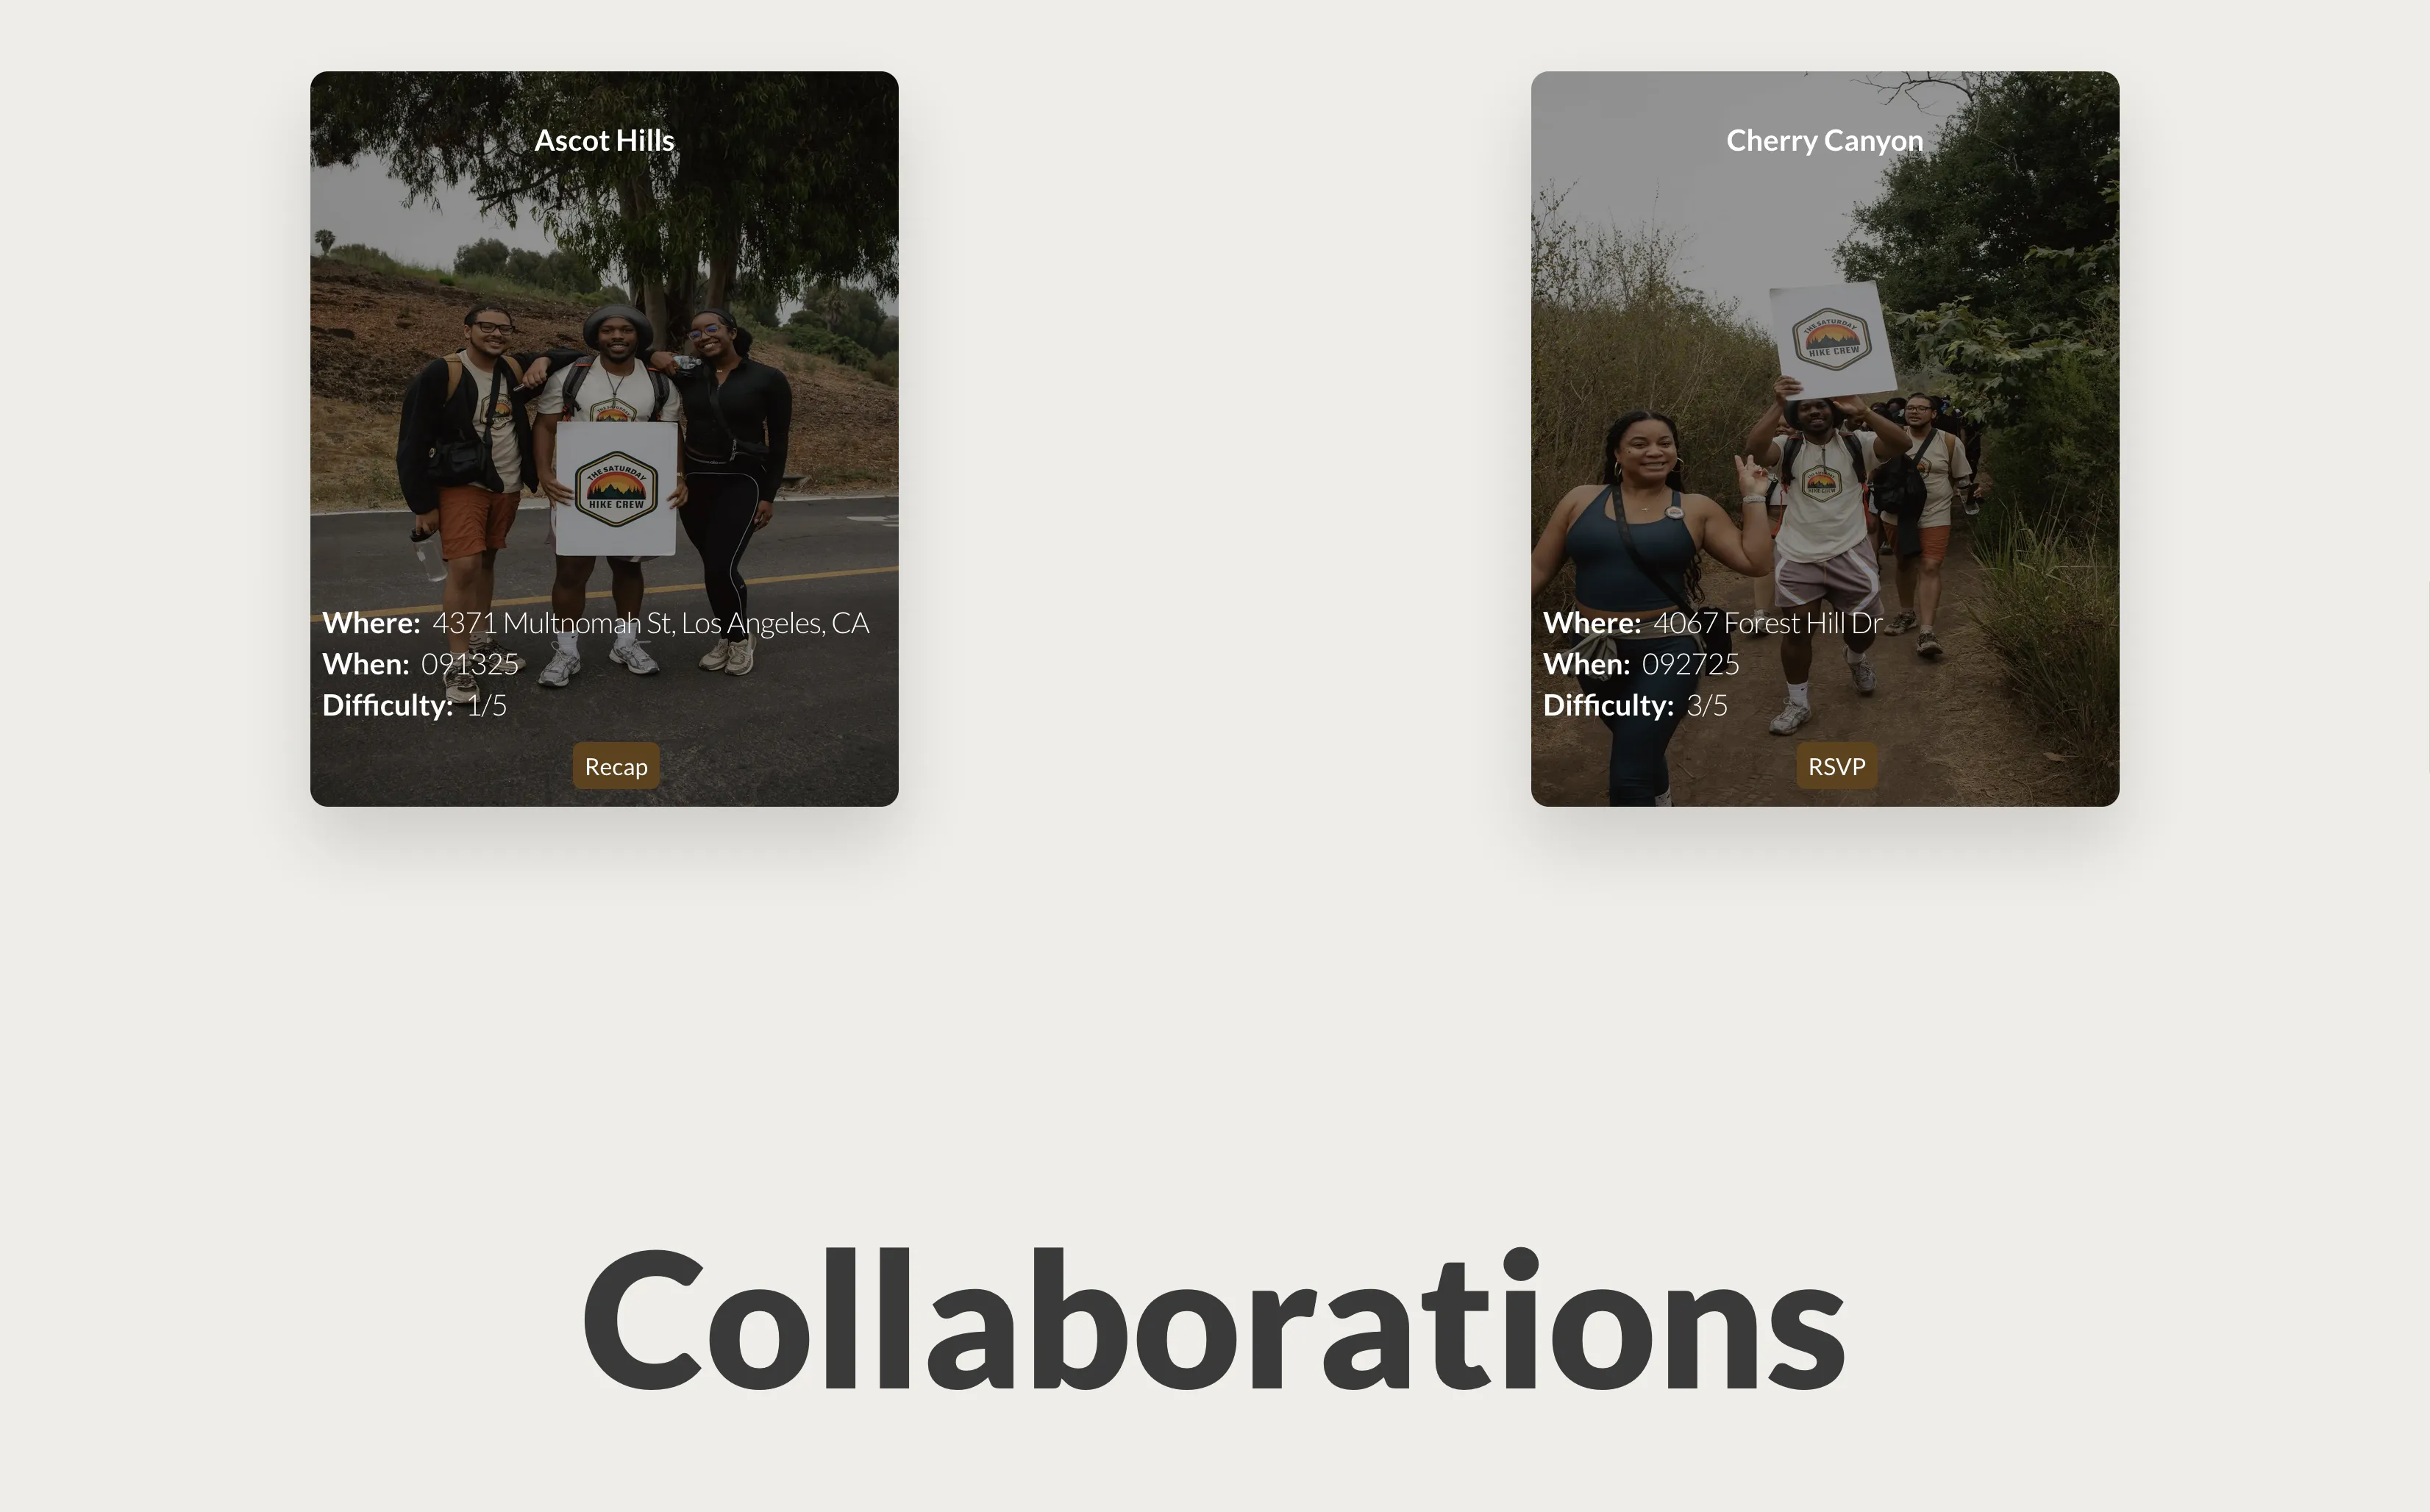 Ascot Hills
THE SATURDAY
HIKE CREW
Where: 4371 Multnomah St, Los Angeles, CA
When: 091325
Difficulty: 1/5
Recap
Cherry Canyon
THE SATURDAY
HIKE CREW
Where: 4067 Forest Hill Dr
When: 092725
Difficulty: 3/5
RSVP
Collaborations